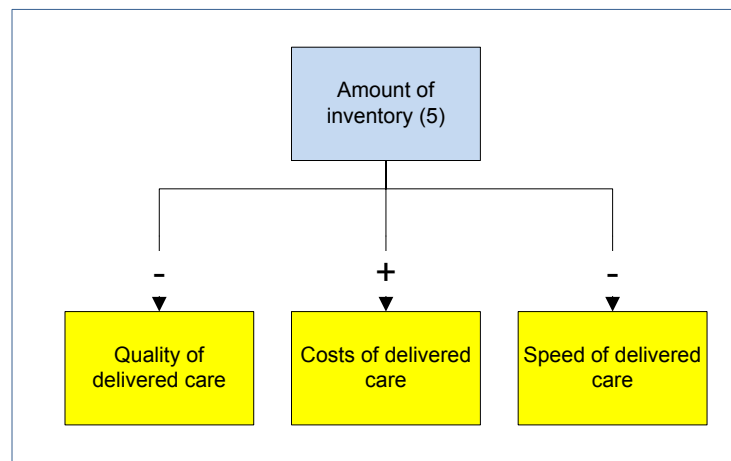 Amount of
inventory (5)
-
+
-
Quality of
delivered care
Costs of delivered
care
Speed of delivered
care